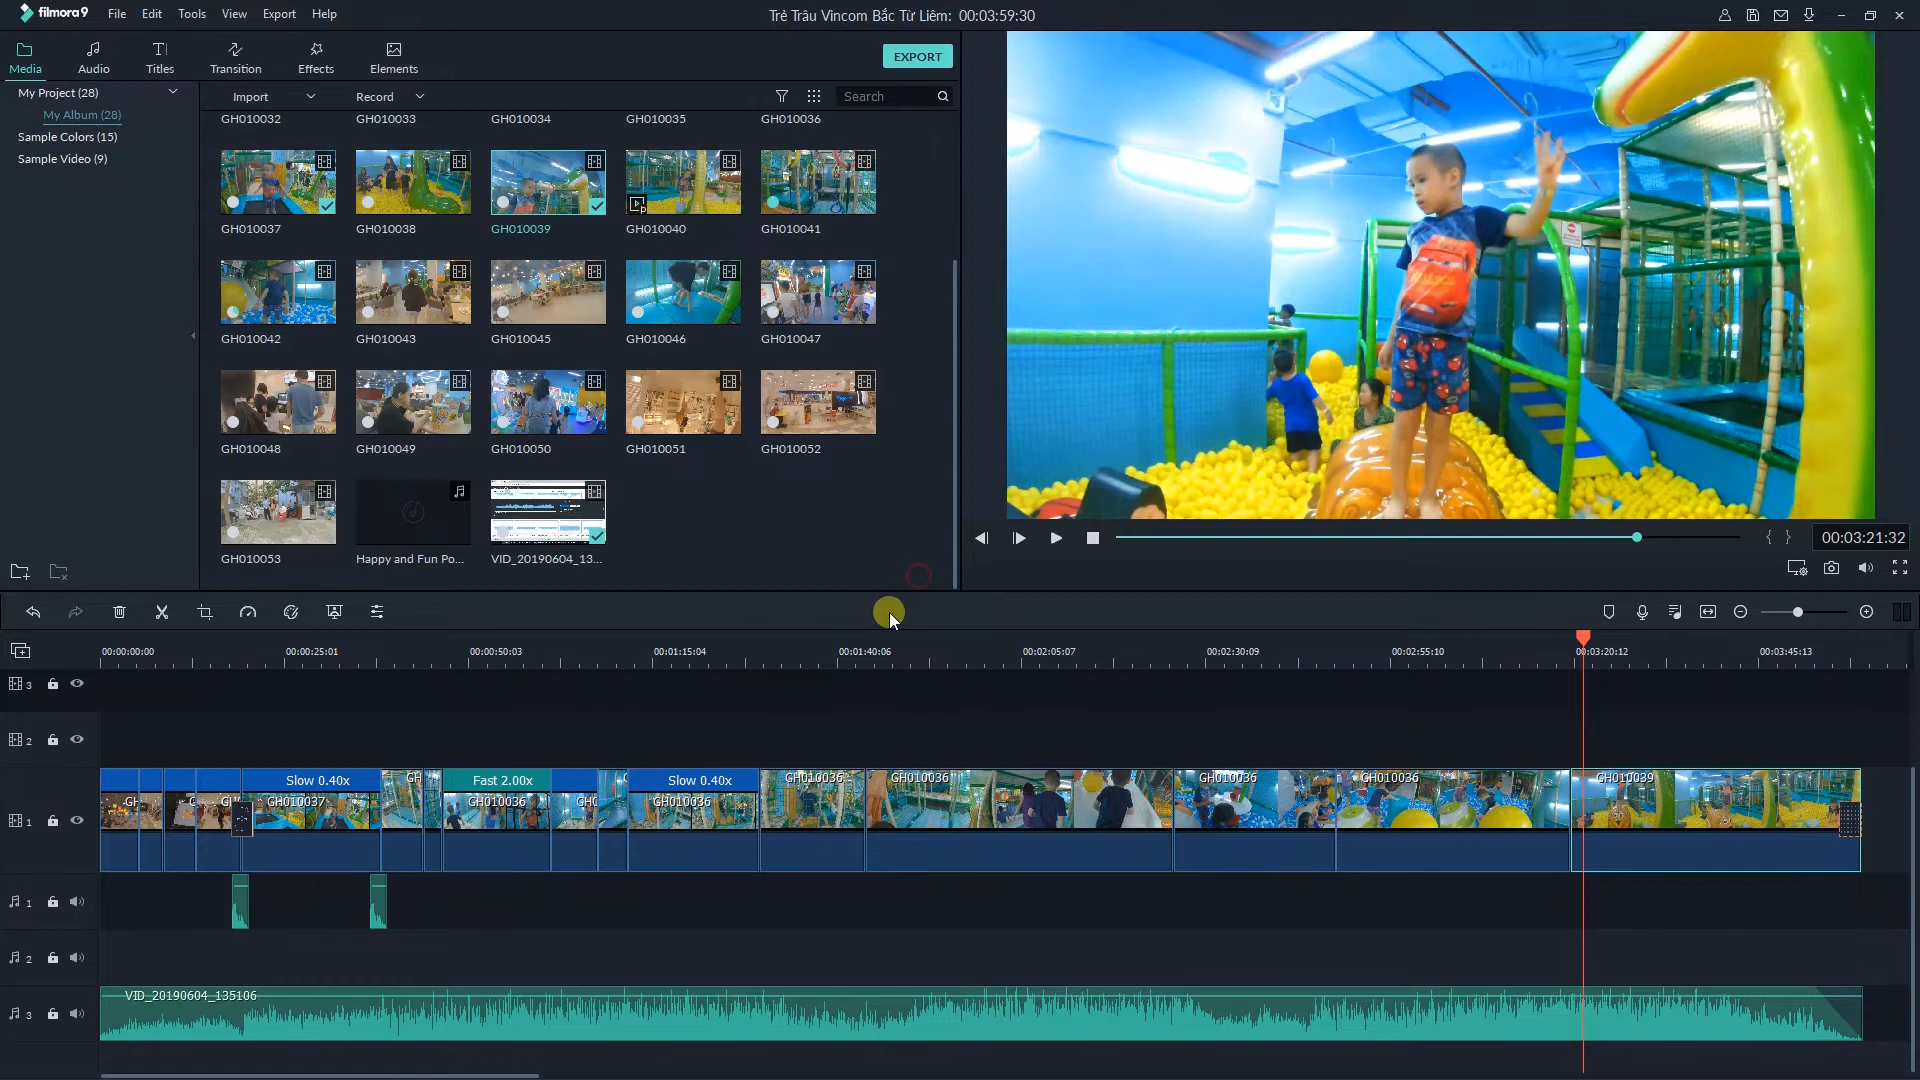 filmora9 File Edit Tools View Export Help
Trẻ Trâu Vincom Bắc Từ Liêm: 00:03:59:30
Media Audio Titles Transition Effects Elements
EXPORT
My Project (28)
My Album (28)
Sample Colors (15)
Sample Video (9)
Import Record Search
GH010032 GH010033 GH010034 GH010035 GH010036
GH010037 GH010038 GH010039 GH010040 GH010041
GH010042 GH010043 GH010045 GH010046 GH010047
GH010048 GH010049 GH010050 GH010051 GH010052
GH010053 Happy and Fun Po... VID_20190604_13...
00:03:21:32
00:00:00:00 00:00:25:01 00:00:50:03 00:01:15:04 00:01:40:06 00:02:05:07 00:02:30:09 00:02:55:10 00:03:20:12 00:03:45:13
3
2
Slow 0.40x Fast 2.00x Slow 0.40x GH010036 GH010036 GH010036 GH010036 GH010039
GH010037 GH010036 GH010036
1
1
2
VID_20190604_135106
3